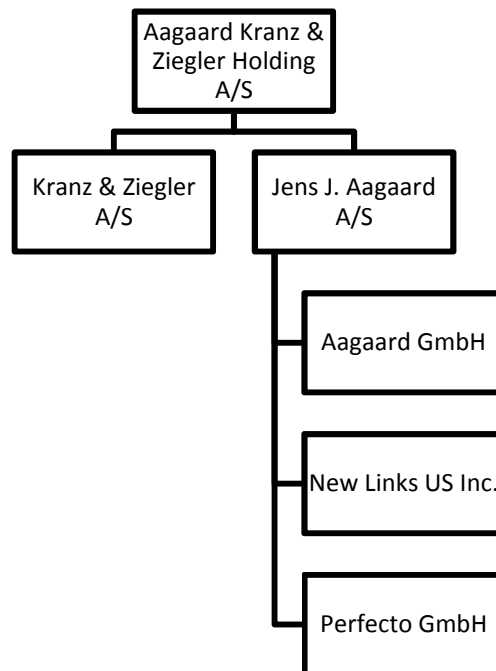 Aagaard Kranz &
Ziegler Holding
A/S
Kranz & Ziegler
A/S
Jens J. Aagaard
A/S
Aagaard GmbH
New Links US Inc.
Perfecto GmbH